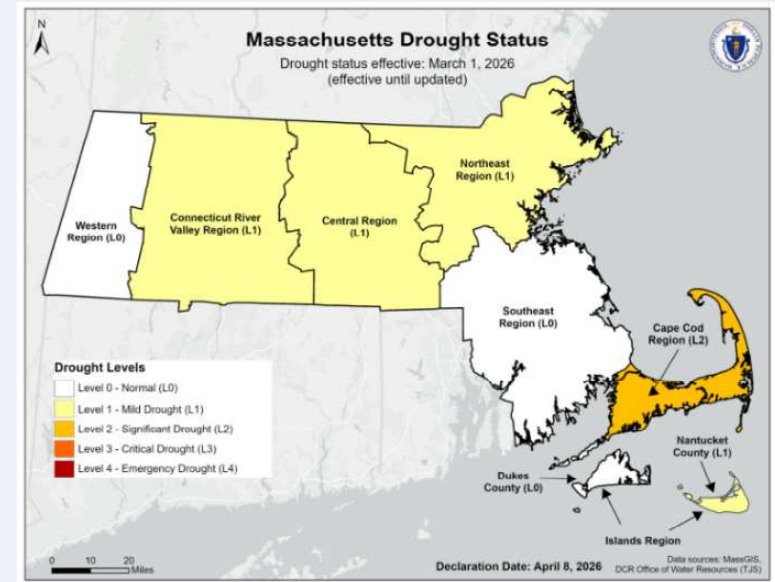 N
Massachusetts Drought Status
Drought status effective: March 1, 2026
(effective until updated)
Northeast
Region (L1)
Western
Region (L0)
Connecticut River
Valley Region (L1)
Central Region
(L1)
Southeast
Region (L0)
Cape Cod
Region (L2)
Drought Levels
Level 0 - Normal (L0)
Level 1 - Mild Drought (L1)
Level 2 - Significant Drought (L2)
Level 3 - Critical Drought (L3)
Level 4 - Emergency Drought (L4)
Nantucket
County (L1)
Dukes
County (L0)
Islands Region
0 10 20
Miles
Declaration Date: April 8, 2026
Data sources: MassGIS,
DCR Office of Water Resources (TJS)